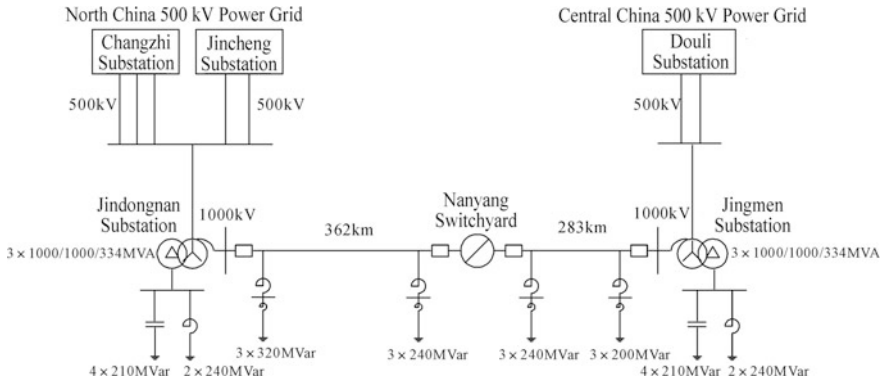 North China 500 kV Power Grid
Central China 500 kV Power Grid
Changzhi
Substation
Jincheng
Substation
Douli
Substation
500kV
500kV
500kV
Jindongnan
Substation
1000kV
362km
Nanyang
Switchyard
283km
1000kV
Jingmen
Substation
3×1000/1000/334MVA
3×1000/1000/334MVA
3×320MVar
3×240MVar
3×240MVar
3×200MVar
4×210MVar
2×240MVar
4×210MVar
2×240MVar